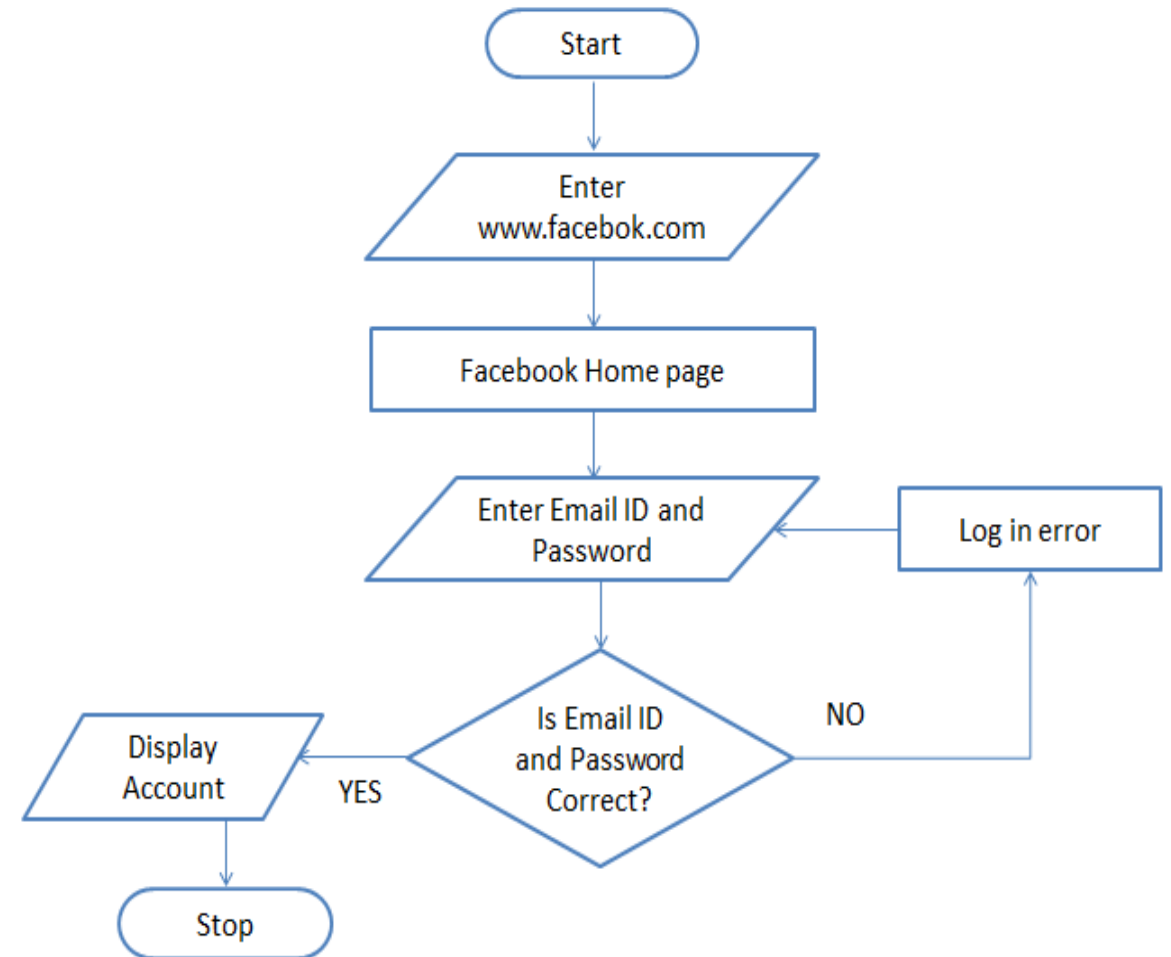 Start
Enter
www.facebok.com
Facebook Home page
Enter Email ID and
Password
Log in error
Is Email ID
and Password
Correct?
NO
YES
Display
Account
Stop